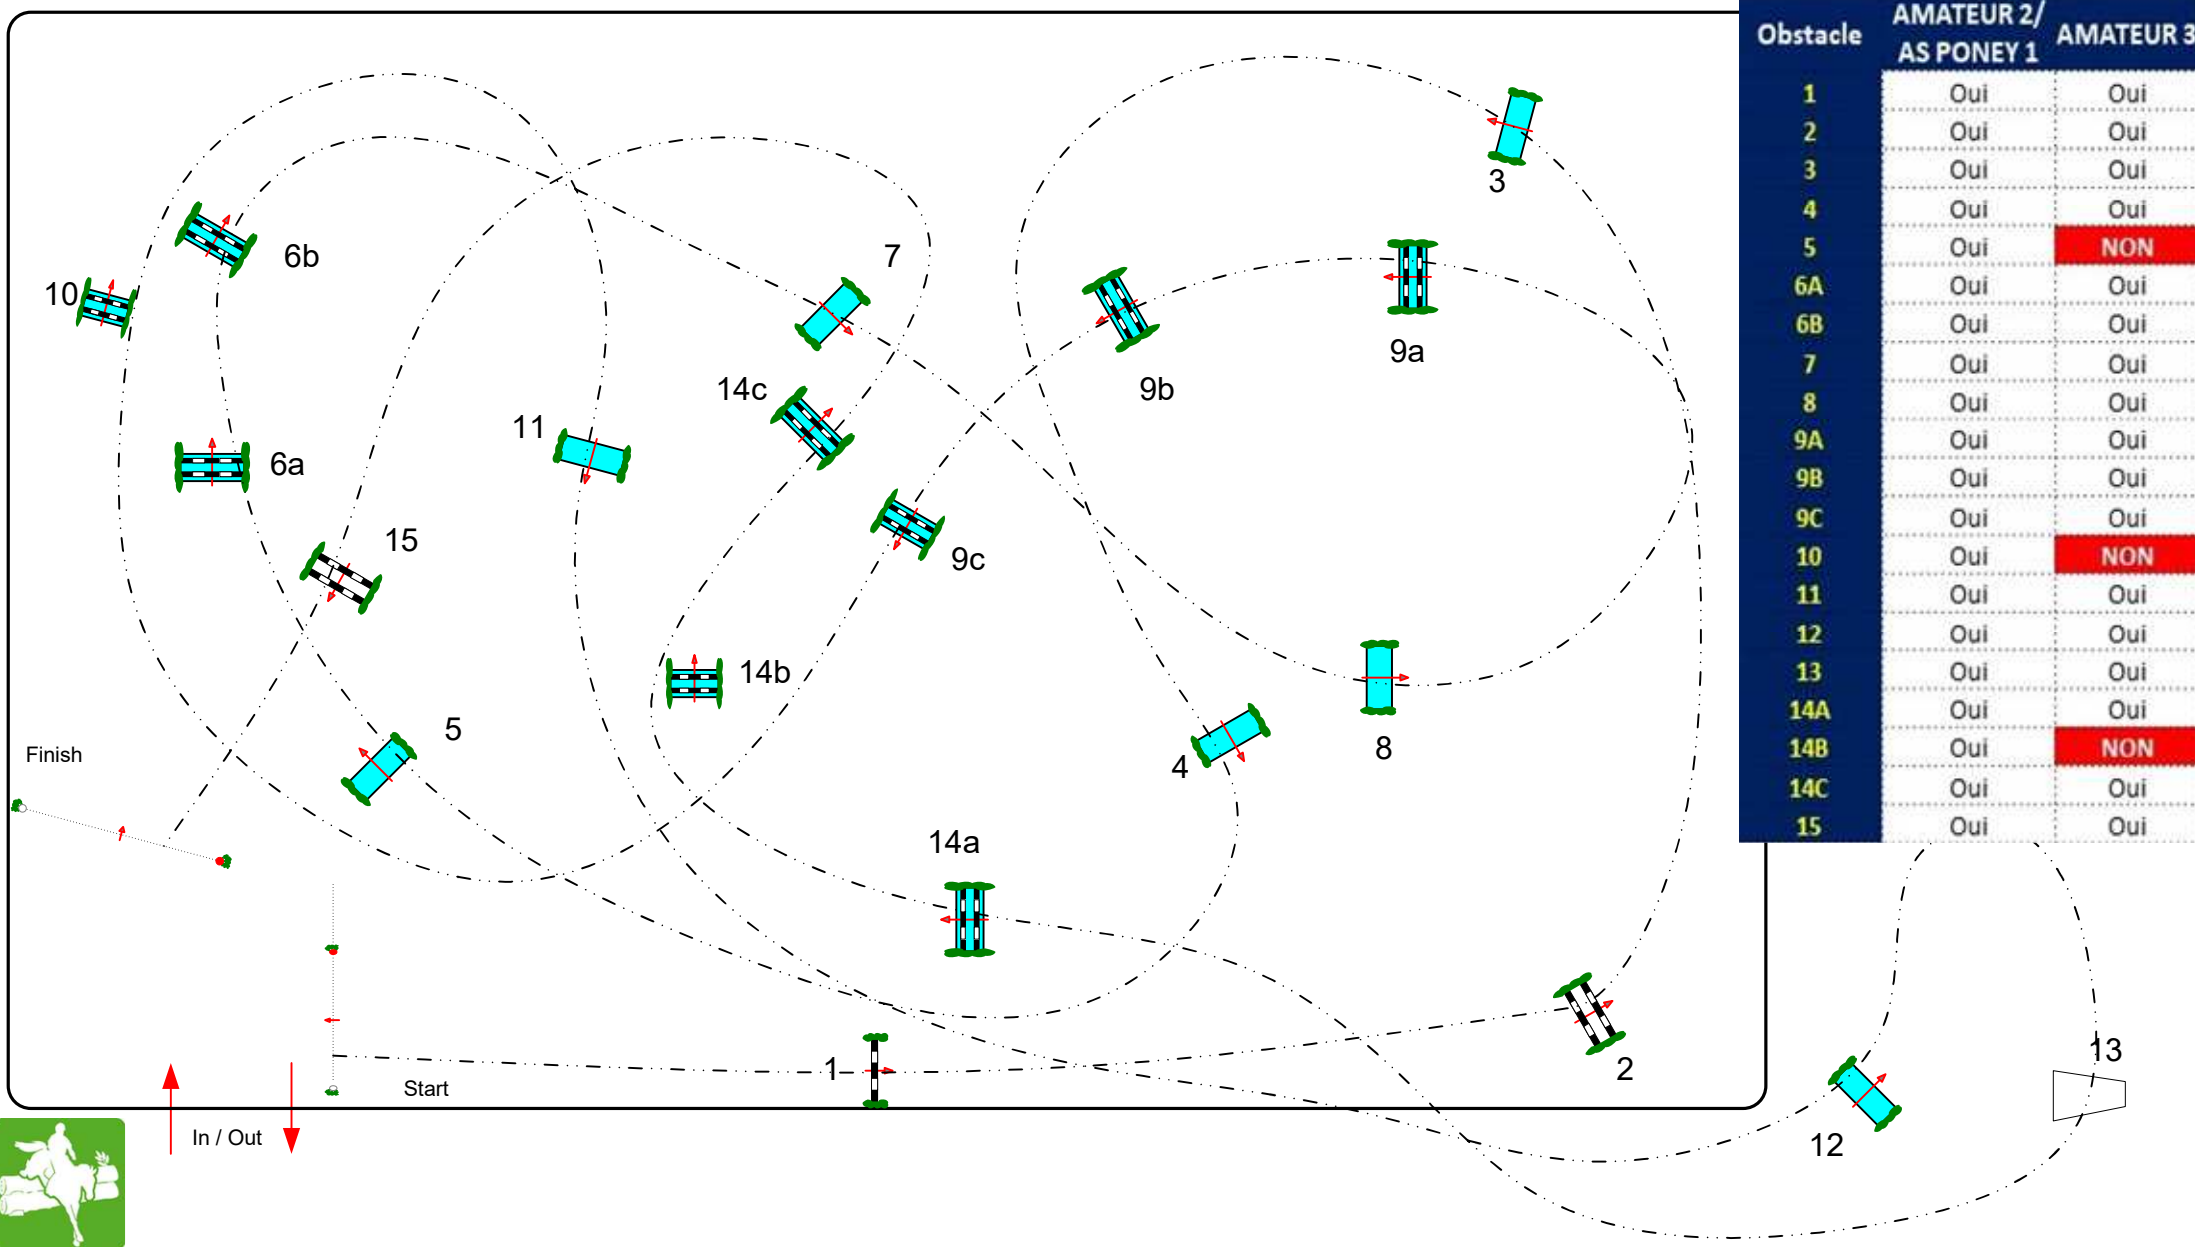 Obstacle AMATEUR 2/ AS PONEY 1 AMATEUR 3
1 Oui Oui
2 Oui Oui
3 Oui Oui
4 Oui Oui
5 Oui NON
6A Oui Oui
6B Oui Oui
7 Oui Oui
8 Oui Oui
9A Oui Oui
9B Oui Oui
9C Oui Oui
10 Oui NON
11 Oui Oui
12 Oui Oui
13 Oui Oui
14A Oui Oui
14B Oui NON
14C Oui Oui
15 Oui Oui
3
6b
7
10
9a
9b
14c
11
6a
15
9c
14b
5
8
4
Finish
14a
1
2
13
Start
In / Out
12